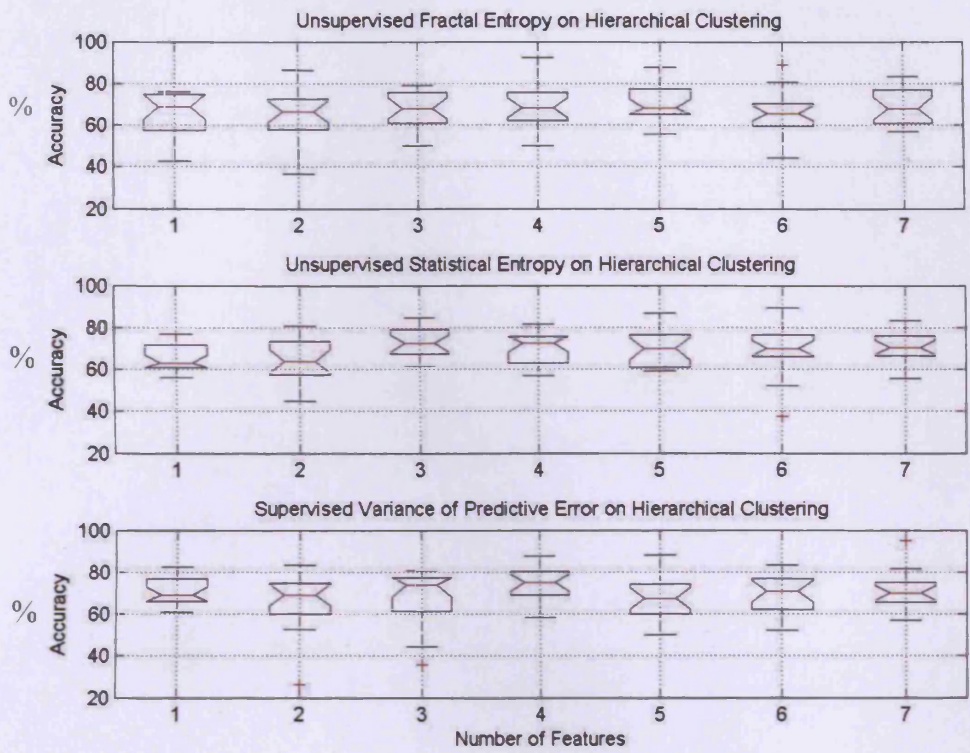 Unsupervised Fractal Entropy on Hierarchical Clustering
100
80
60
40
20
%
Accuracy
1 2 3 4 5 6 7
Unsupervised Statistical Entropy on Hierarchical Clustering
100
80
60
40
20
%
Accuracy
1 2 3 4 5 6 7
Supervised Variance of Predictive Error on Hierarchical Clustering
100
80
60
40
20
%
Accuracy
1 2 3 4 5 6 7
Number of Features